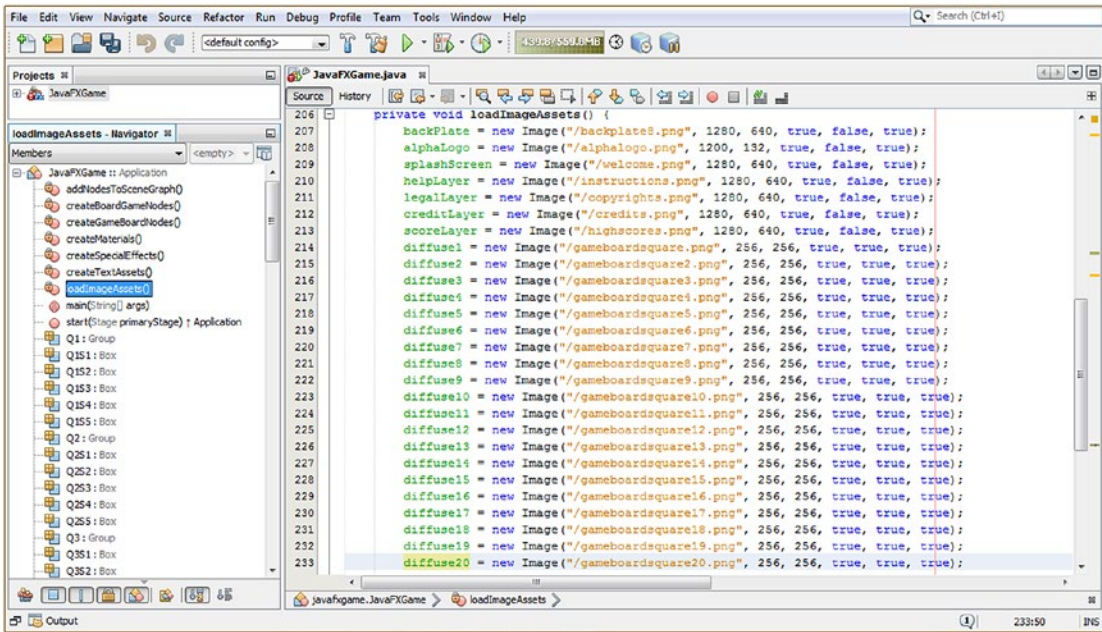 File Edit View Navigate Source Refactor Run Debug Profile Team Tools Window Help
Search (Ctrl+I)
<default config>
439.8/559.0MB
Projects
JavaFXGame
loadImageAssets - Navigator
Members
<empty>
JavaFXGame :: Application
addNodesToSceneGraph()
createBoardGameNodes()
createGameBoardNodes()
createMaterials()
createSpecialEffects()
createTextAssets()
loadImageAssets()
main(String[] args)
start(Stage primaryStage) ↑ Application
Q1 : Group
Q1S1 : Box
Q1S2 : Box
Q1S3 : Box
Q1S4 : Box
Q1S5 : Box
Q2 : Group
Q2S1 : Box
Q2S2 : Box
Q2S3 : Box
Q2S4 : Box
Q2S5 : Box
Q3 : Group
Q3S1 : Box
Q3S2 : Box
JavaFXGame.java
Source History
206 private void loadImageAssets() {
207 backPlate = new Image("/backplate8.png", 1280, 640, true, false, true);
208 alphaLogo = new Image("/alphalogo.png", 1200, 132, true, false, true);
209 splashScreen = new Image("/welcome.png", 1280, 640, true, false, true);
210 helpLayer = new Image("/instructions.png", 1280, 640, true, false, true);
211 legalLayer = new Image("/copyrights.png", 1280, 640, true, false, true);
212 creditLayer = new Image("/credits.png", 1280, 640, true, false, true);
213 scoreLayer = new Image("/highscores.png", 1280, 640, true, false, true);
214 diffuse1 = new Image("/gameboardsquare.png", 256, 256, true, true, true);
215 diffuse2 = new Image("/gameboardsquare2.png", 256, 256, true, true, true);
216 diffuse3 = new Image("/gameboardsquare3.png", 256, 256, true, true, true);
217 diffuse4 = new Image("/gameboardsquare4.png", 256, 256, true, true, true);
218 diffuse5 = new Image("/gameboardsquare5.png", 256, 256, true, true, true);
219 diffuse6 = new Image("/gameboardsquare6.png", 256, 256, true, true, true);
220 diffuse7 = new Image("/gameboardsquare7.png", 256, 256, true, true, true);
221 diffuse8 = new Image("/gameboardsquare8.png", 256, 256, true, true, true);
222 diffuse9 = new Image("/gameboardsquare9.png", 256, 256, true, true, true);
223 diffuse10 = new Image("/gameboardsquare10.png", 256, 256, true, true, true);
224 diffuse11 = new Image("/gameboardsquare11.png", 256, 256, true, true, true);
225 diffuse12 = new Image("/gameboardsquare12.png", 256, 256, true, true, true);
226 diffuse13 = new Image("/gameboardsquare13.png", 256, 256, true, true, true);
227 diffuse14 = new Image("/gameboardsquare14.png", 256, 256, true, true, true);
228 diffuse15 = new Image("/gameboardsquare15.png", 256, 256, true, true, true);
229 diffuse16 = new Image("/gameboardsquare16.png", 256, 256, true, true, true);
230 diffuse17 = new Image("/gameboardsquare17.png", 256, 256, true, true, true);
231 diffuse18 = new Image("/gameboardsquare18.png", 256, 256, true, true, true);
232 diffuse19 = new Image("/gameboardsquare19.png", 256, 256, true, true, true);
233 diffuse20 = new Image("/gameboardsquare20.png", 256, 256, true, true, true);
javafxgame.JavaFXGame loadImageAssets
Output
1 233:50 INS